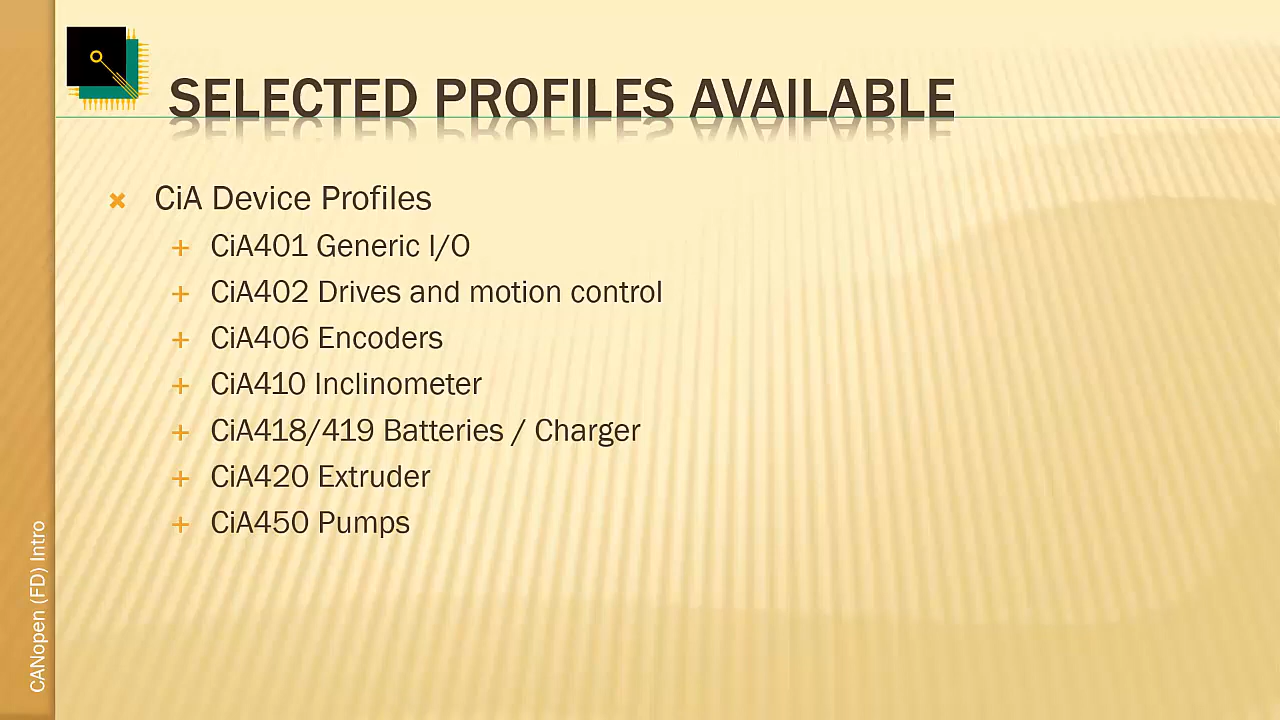 SELECTED PROFILES AVAILABLE
CiA Device Profiles
CiA401 Generic I/O
CiA402 Drives and motion control
CiA406 Encoders
CiA410 Inclinometer
CiA418/419 Batteries / Charger
CiA420 Extruder
CiA450 Pumps
CANopen (FD) Intro